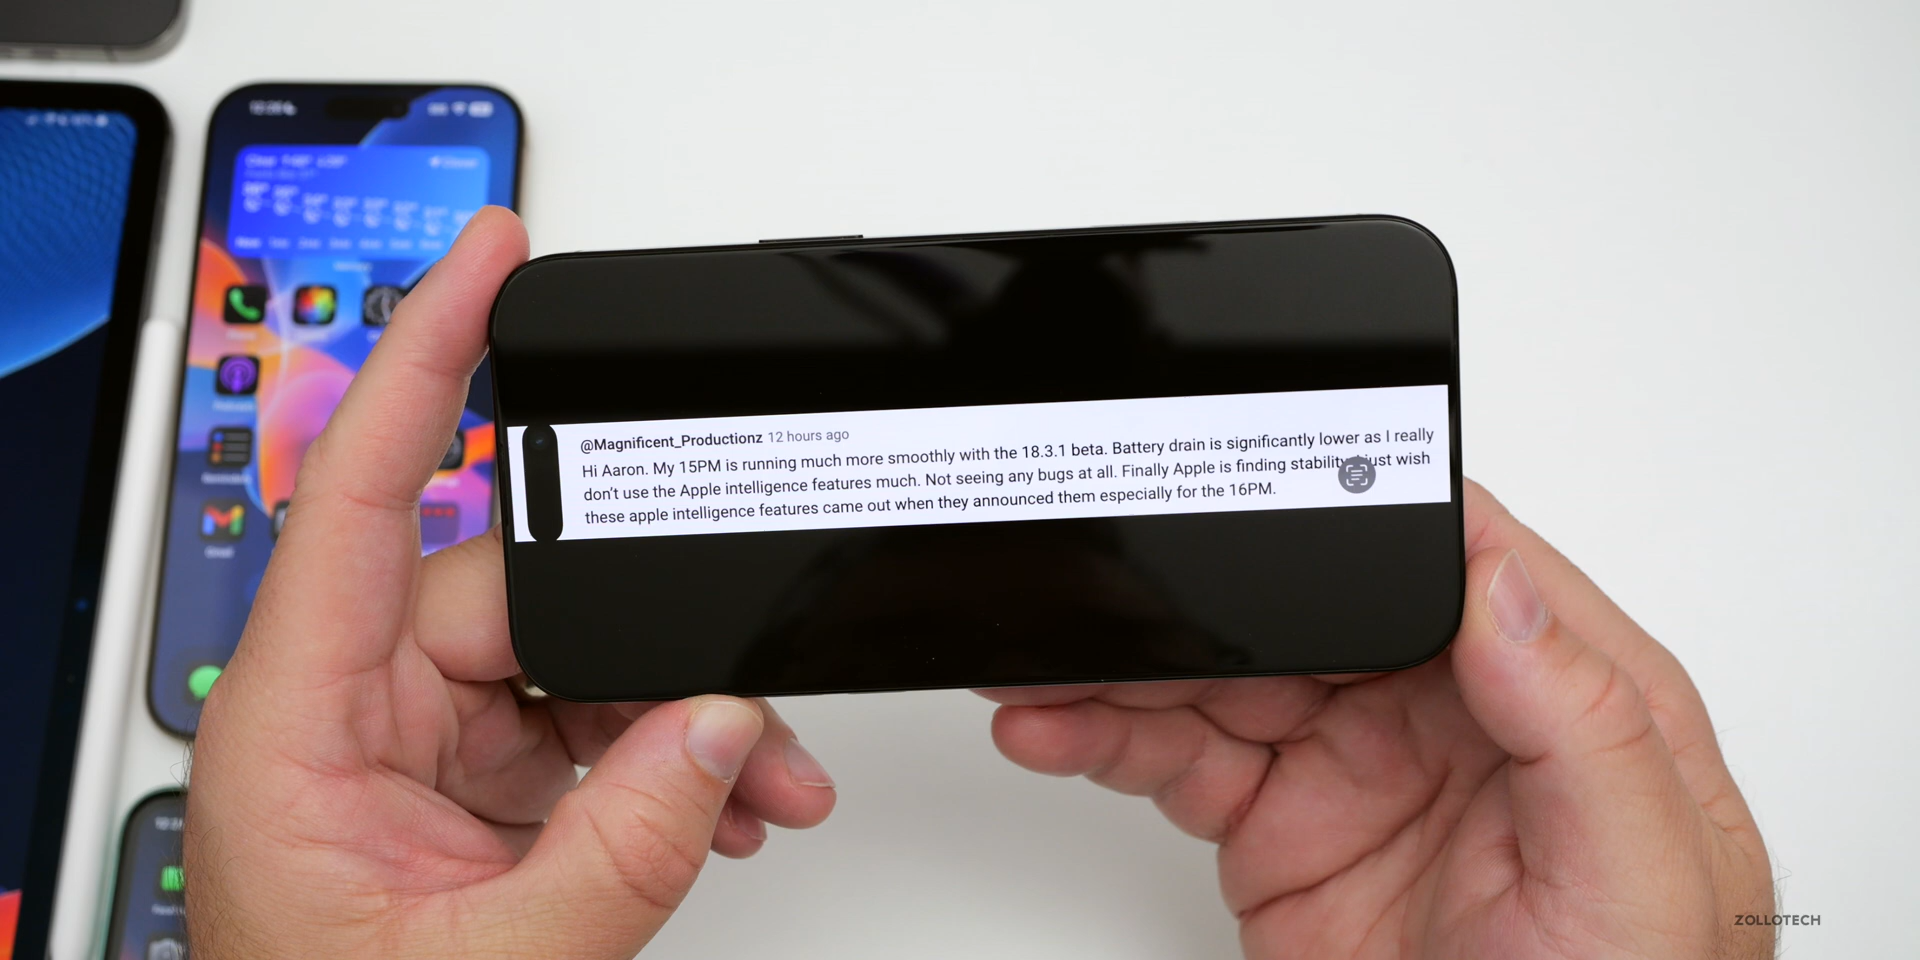 @Magnificent_Productionz 12 hours ago
Hi Aaron. My 15PM is running much more smoothly with the 18.3.1 beta. Battery drain is significantly lower as I really
don't use the Apple intelligence features much. Not seeing any bugs at all. Finally Apple is finding stability just wish
these apple intelligence features came out when they announced them especially for the 16PM.
Gmail
ZOLLOTECH